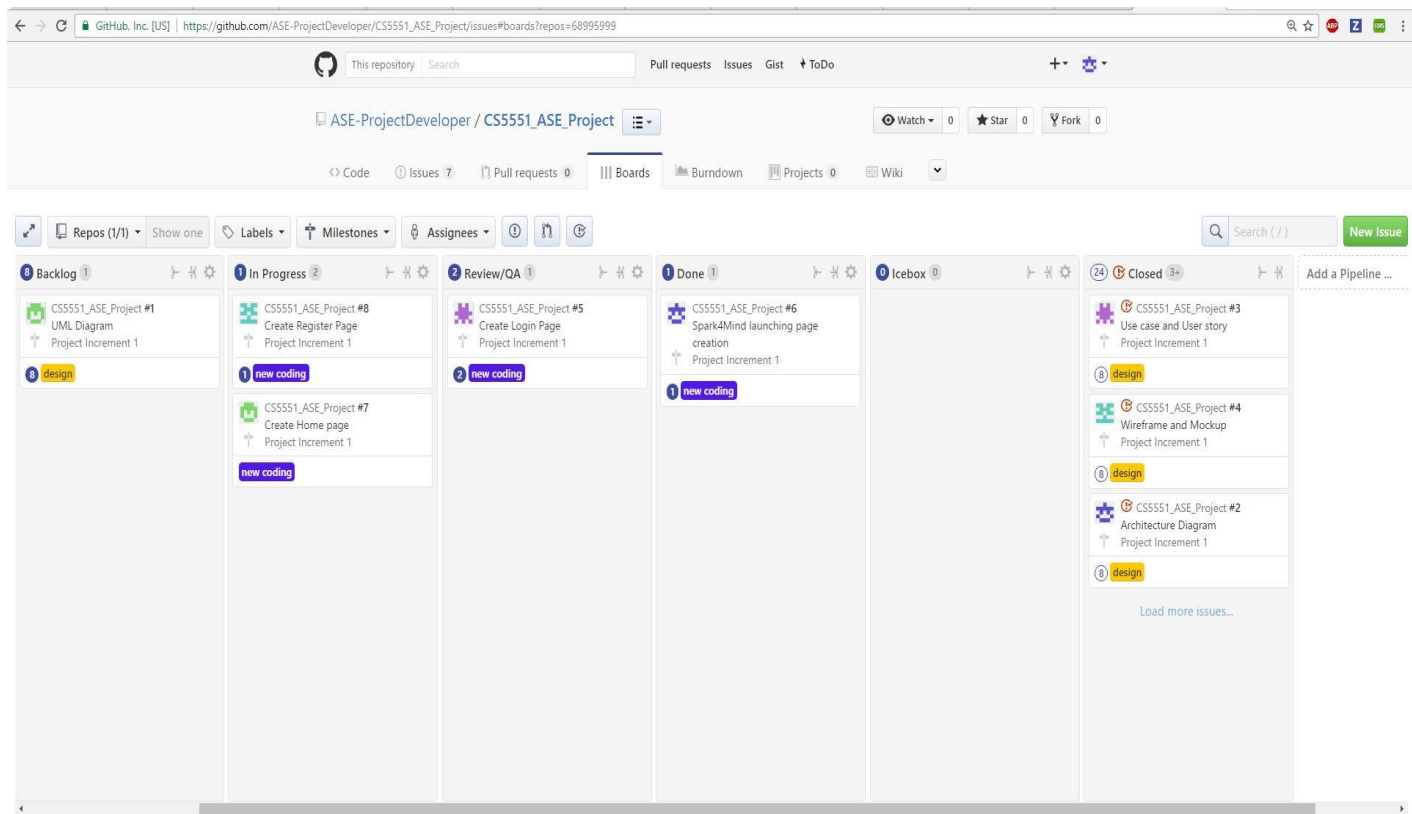 GitHub, Inc. [US] | https://github.com/ASE-ProjectDeveloper/CS5551_ASE_Project/issues#boards?repos=68995999
ABP Z
This repository Search Pull requests Issues Gist ToDo
ASE-ProjectDeveloper / CS5551_ASE_Project Watch 0 Star 0 Fork 0
Code Issues 7 Pull requests 0 Boards Burndown Projects 0 Wiki
Repos (1/1) Show one Labels Milestones Assignees Search ( / ) New Issue
8 Backlog 1
CS5551_ASE_Project #1
UML Diagram
Project Increment 1
8 design
1 In Progress 2
CS5551_ASE_Project #8
Create Register Page
Project Increment 1
1 new coding
CS5551_ASE_Project #7
Create Home page
Project Increment 1
new coding
2 Review/QA 1
CS5551_ASE_Project #5
Create Login Page
Project Increment 1
2 new coding
1 Done 1
CS5551_ASE_Project #6
Spark4Mind launching page
creation
Project Increment 1
1 new coding
0 Icebox 0
24 Closed 3+
CS5551_ASE_Project #3
Use case and User story
Project Increment 1
8 design
CS5551_ASE_Project #4
Wireframe and Mockup
Project Increment 1
8 design
CS5551_ASE_Project #2
Architecture Diagram
Project Increment 1
8 design
Load more issues...
Add a Pipeline ...